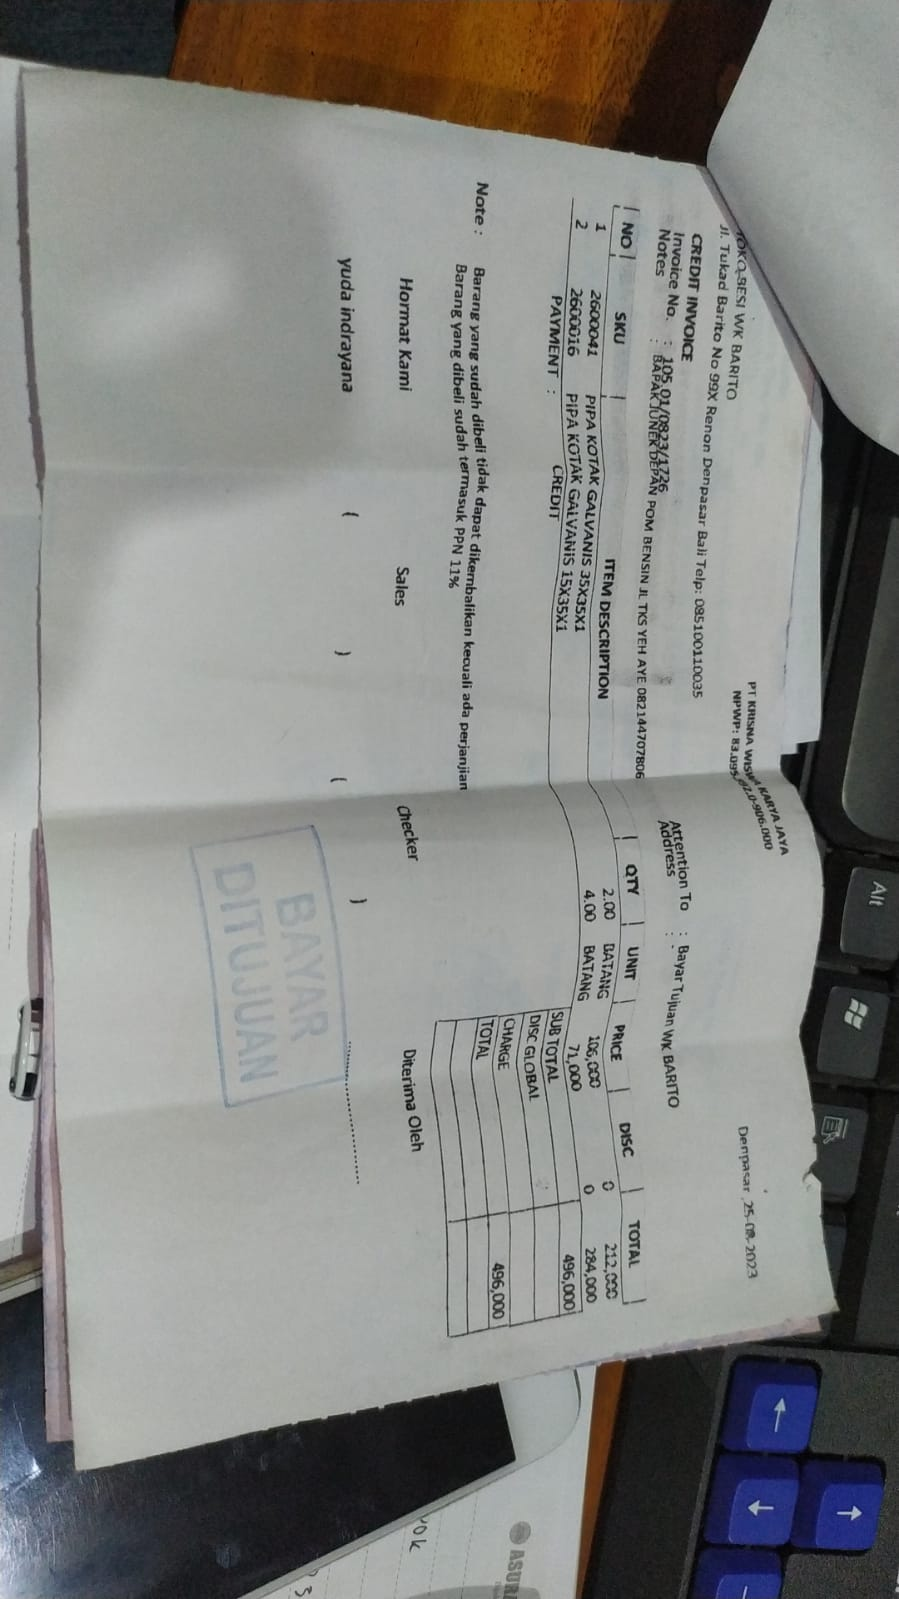 TOKO BESI WK BARITO
Jl. Tukad Barito No 99X Renon Denpasar Bali Telp: 085100110035
PT KRISNA WISWA KARYA JAYA
NPWP: 83.095. 2.0-906.000
Denpasar ,25-08-2023
CREDIT INVOICE
Invoice No. : 105.01/0823/1726
Notes : BAPAK JUNEK DEPAN POM BENSIN JL TKS YEH AYE 082144707806
Attention To : Bayar Tujuan WK BARITO
Address : -
NO SKU ITEM DESCRIPTION QTY UNIT PRICE DISC TOTAL
1 2600041 PIPA KOTAK GALVANIS 35X35X1 2.00 BATANG 106,000 0 212,000
2 2600016 PIPA KOTAK GALVANIS 15X35X1 4.00 BATANG 71,000 0 284,000
PAYMENT : CREDIT
SUB TOTAL 496,000
DISC GLOBAL
CHARGE
TOTAL 496,000
Note : Barang yang sudah dibeli tidak dapat dikembalikan kecuali ada perjanjian
Barang yang dibeli sudah termasuk PPN 11%
Hormat Kami Sales Checker Diterima Oleh
yuda indrayana ( ) ( ) ....................
BAYAR
DITUJUAN
Alt